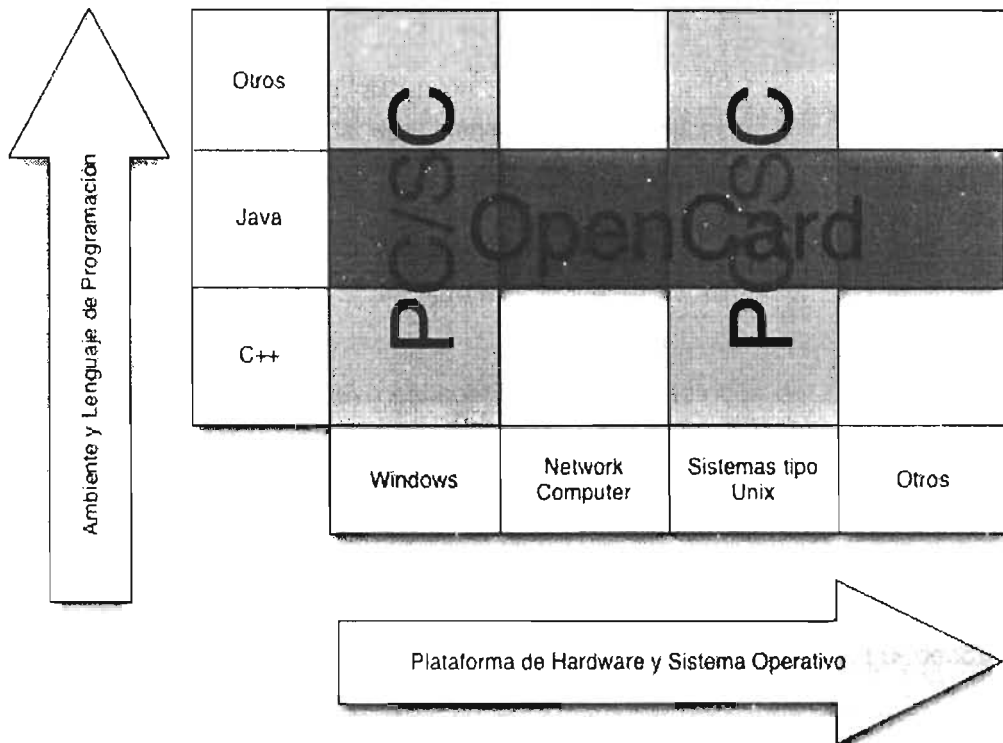 Otros
Java
C++
PC/SC
PC/SC
OpenCard
Windows
Network
Computer
Sistemas tipo
Unix
Otros
Ambiente y Lenguaje de Programación
Plataforma de Hardware y Sistema Operativo